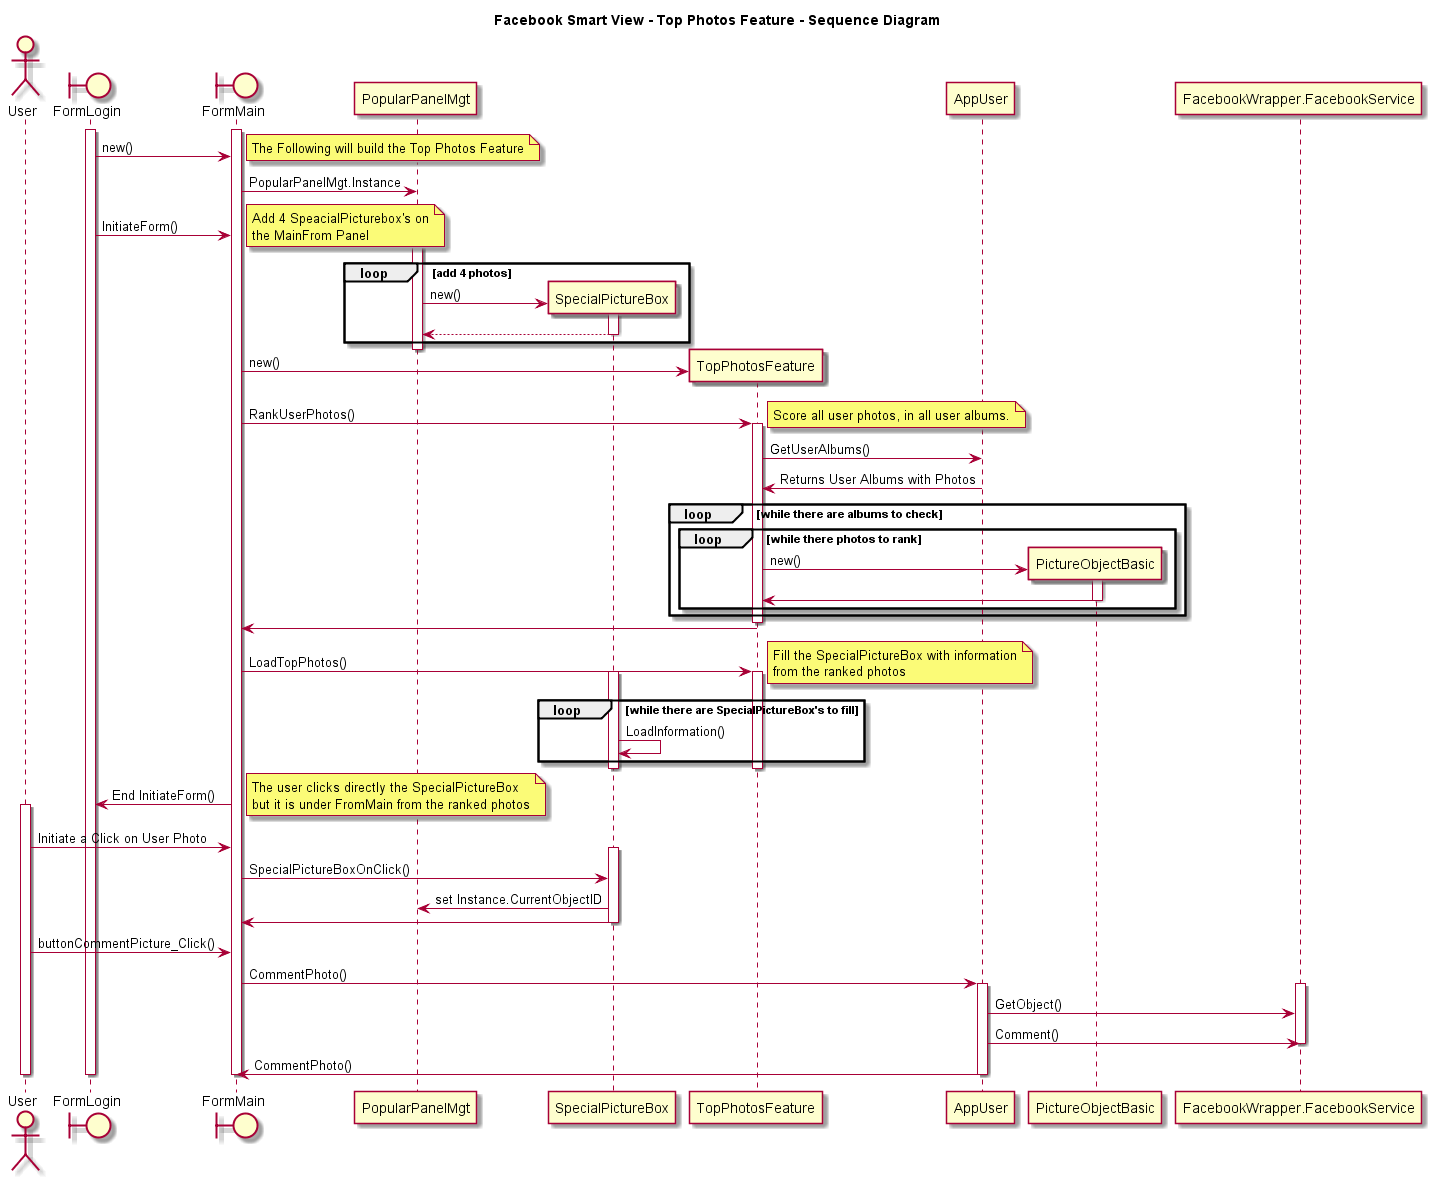 Facebook Smart View - Top Photos Feature - Sequence Diagram
User
FormLogin
FormMain
PopularPanelMgt
AppUser
FacebookWrapper.FacebookService
new()
The Following will build the Top Photos Feature
PopularPanelMgt.Instance
InitiateForm()
Add 4 SpeacialPicturebox's on
the MainFrom Panel
loop
[add 4 photos]
new()
SpecialPictureBox
new()
TopPhotosFeature
RankUserPhotos()
Score all user photos, in all user albums.
GetUserAlbums()
Returns User Albums with Photos
loop
[while there are albums to check]
loop
[while there photos to rank]
new()
PictureObjectBasic
LoadTopPhotos()
Fill the SpecialPictureBox with information
from the ranked photos
loop
[while there are SpecialPictureBox's to fill]
LoadInformation()
End InitiateForm()
The user clicks directly the SpecialPictureBox
but it is under FromMain from the ranked photos
Initiate a Click on User Photo
SpecialPictureBoxOnClick()
set Instance.CurrentObjectID
buttonCommentPicture_Click()
CommentPhoto()
GetObject()
Comment()
CommentPhoto()
User
FormLogin
FormMain
PopularPanelMgt
SpecialPictureBox
TopPhotosFeature
AppUser
PictureObjectBasic
FacebookWrapper.FacebookService